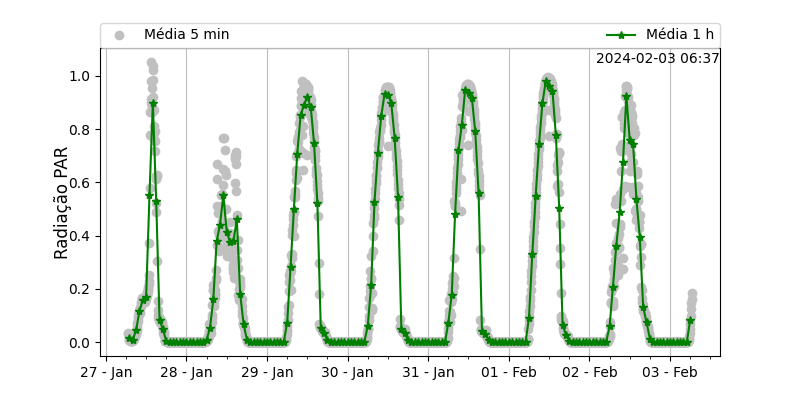 Média 5 min
Média 1 h
2024-02-03 06:37
Radiação PAR
1.0
0.8
0.6
0.4
0.2
0.0
27 - Jan
28 - Jan
29 - Jan
30 - Jan
31 - Jan
01 - Feb
02 - Feb
03 - Feb